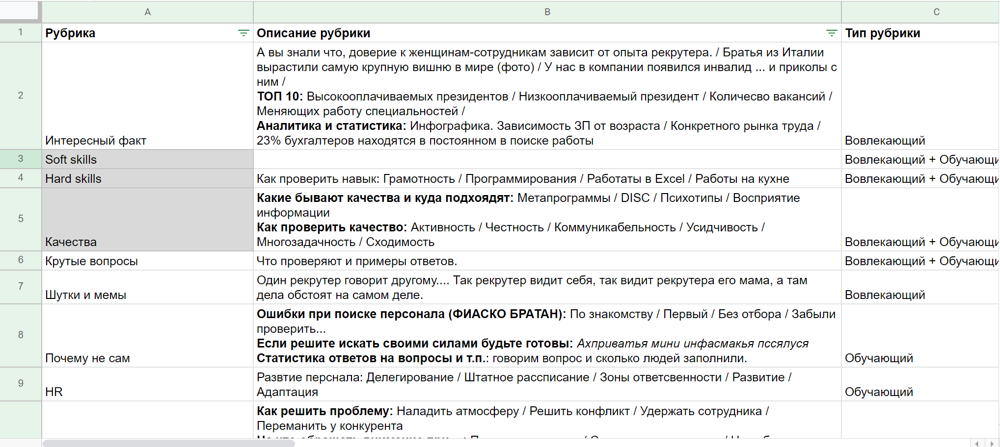 A B C
1 Рубрика Описание рубрики Тип рубрики
А вы знали что, доверие к женщинам-сотрудникам зависит от опыта рекрутера. / Братья из Италии
вырастили самую крупную вишню в мире (фото) / У нас в компании появился инвалид ... и приколы с
ним /
2 ТОП 10: Высокооплачиваемых президентов / Низкооплачиваемый президент / Количесво вакансий /
Меняющих работу специальностей /
Аналитика и статистика: Инфографика. Зависимость ЗП от возраста / Конкретного рынка труда /
Интересный факт 23% бухгалтеров находятся в постоянном в поиске работы Вовлекающий
3 Soft skills Вовлекающий + Обучающи
4 Hard skills Как проверить навык: Грамотность / Программирования / Работаты в Excel / Работы на кухне Вовлекающий + Обучающи
Какие бывают качества и куда подхоядят: Метапрограммы / DISC / Психотипы / Восприятие
5 информации
Как проверить качество: Активность / Честность / Коммуникабельность / Усидчивость /
Качества Многозадачность / Сходимость Вовлекающий + Обучающи
6 Крутые вопросы Что проверяют и примеры ответов. Вовлекающий + Обучающи
7 Один рекрутер говорит другому.... Так рекрутер видит себя, так видит рекрутера его мама, а там
Шутки и мемы дела обстоят на самом деле. Вовлекающий
Ошибки при поиске персонала (ФИАСКО БРАТАН): По знакомству / Первый / Без отбора / Забыли
8 проверить...
Если решите искать своими силами будьте готовы: Ахприватья мини инфасмакья пссялуся
Почему не сам Статистика ответов на вопросы и т.п.: говорим вопрос и сколько людей заполнили. Обучающий
9 Развтие перснала: Делегирование / Штатное рассписание / Зоны ответсвенности / Развитие /
HR Адаптация Обучающий
Как решить проблему: Наладить атмосферу / Решить конфликт / Удержать сотрудника /
Переманить у конкурента